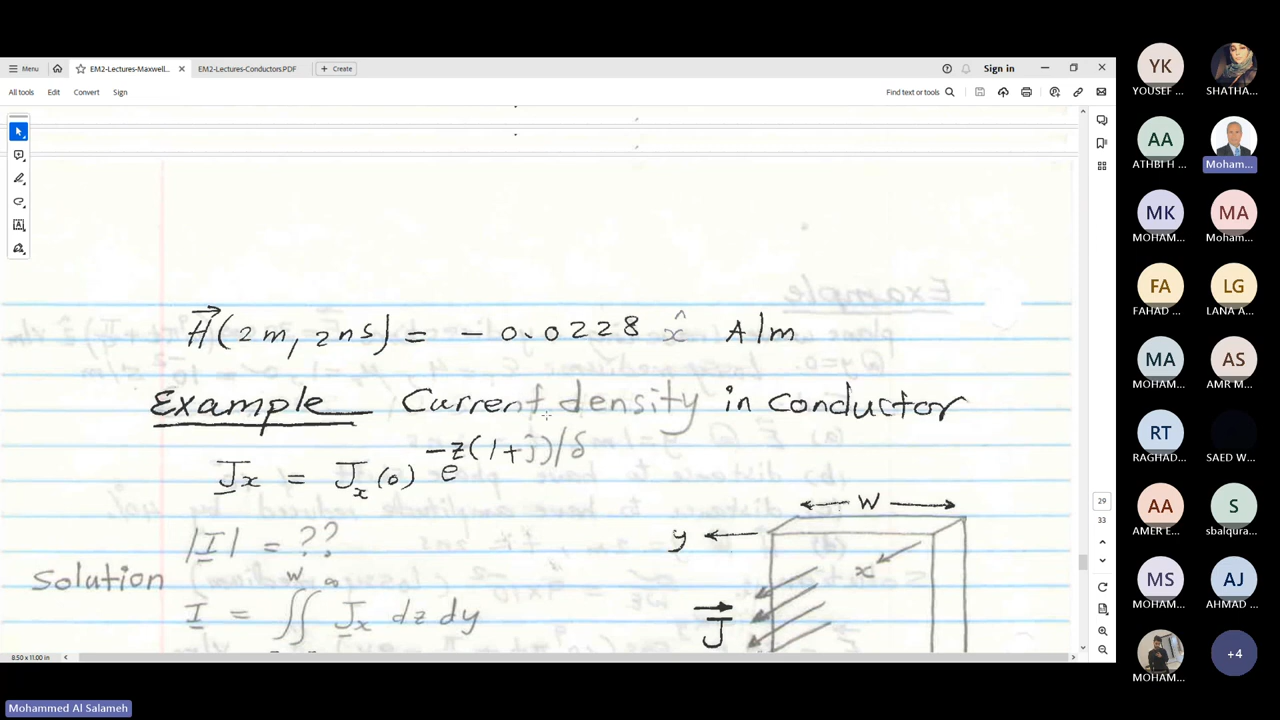 Menu
EM2-Lectures-Maxwell...
EM2-Lectures-Conductors.PDF
Create
Sign in
All tools
Edit
Convert
Sign
Find text or tools
H(2m, 2ns) = - 0.0228 x̂ A/m
Example Current density in conductor
Jx = Jx(0) e^-z(1+j)/δ
|I| = ??
Solution
w ∞
I = ∫∫ Jx dz dy
W
y
x
J
29
33
8.50 x 11.00 in
Mohammed Al Salameh
YK
YOUSEF ...
SHATHA...
AA
ATHBI H ...
Moham...
MK
MOHAM...
MA
Moham...
FA
FAHAD ...
LG
LANA A...
MA
MOHAM...
AS
AMR M...
RT
RAGHAD...
SAED W...
AA
AMER E...
S
sbalqura...
MS
MOHAM...
AJ
AHMAD ...
MOHAM...
+4